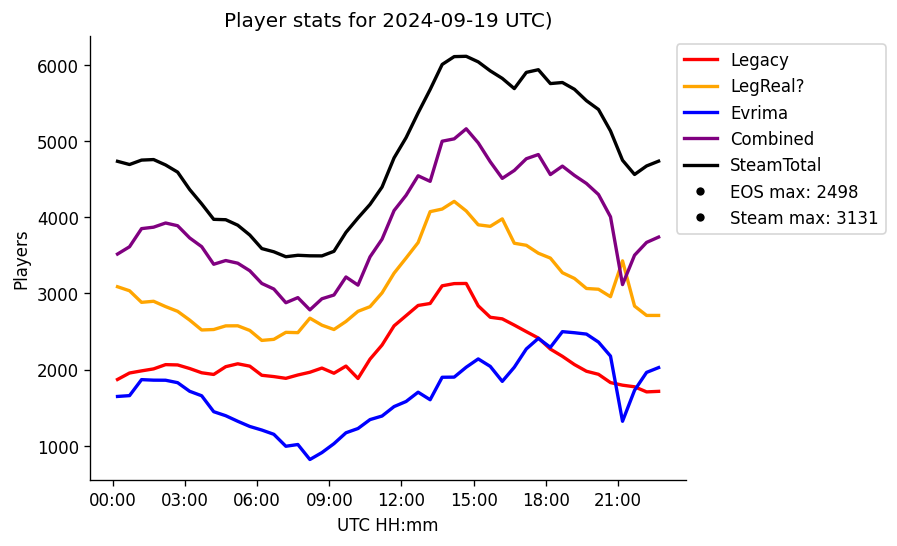 Player stats for 2024-09-19 UTC)
Legacy
LegReal?
Evrima
Combined
SteamTotal
EOS max: 2498
Steam max: 3131
Players
6000
5000
4000
3000
2000
1000
00:00 03:00 06:00 09:00 12:00 15:00 18:00 21:00
UTC HH:mm